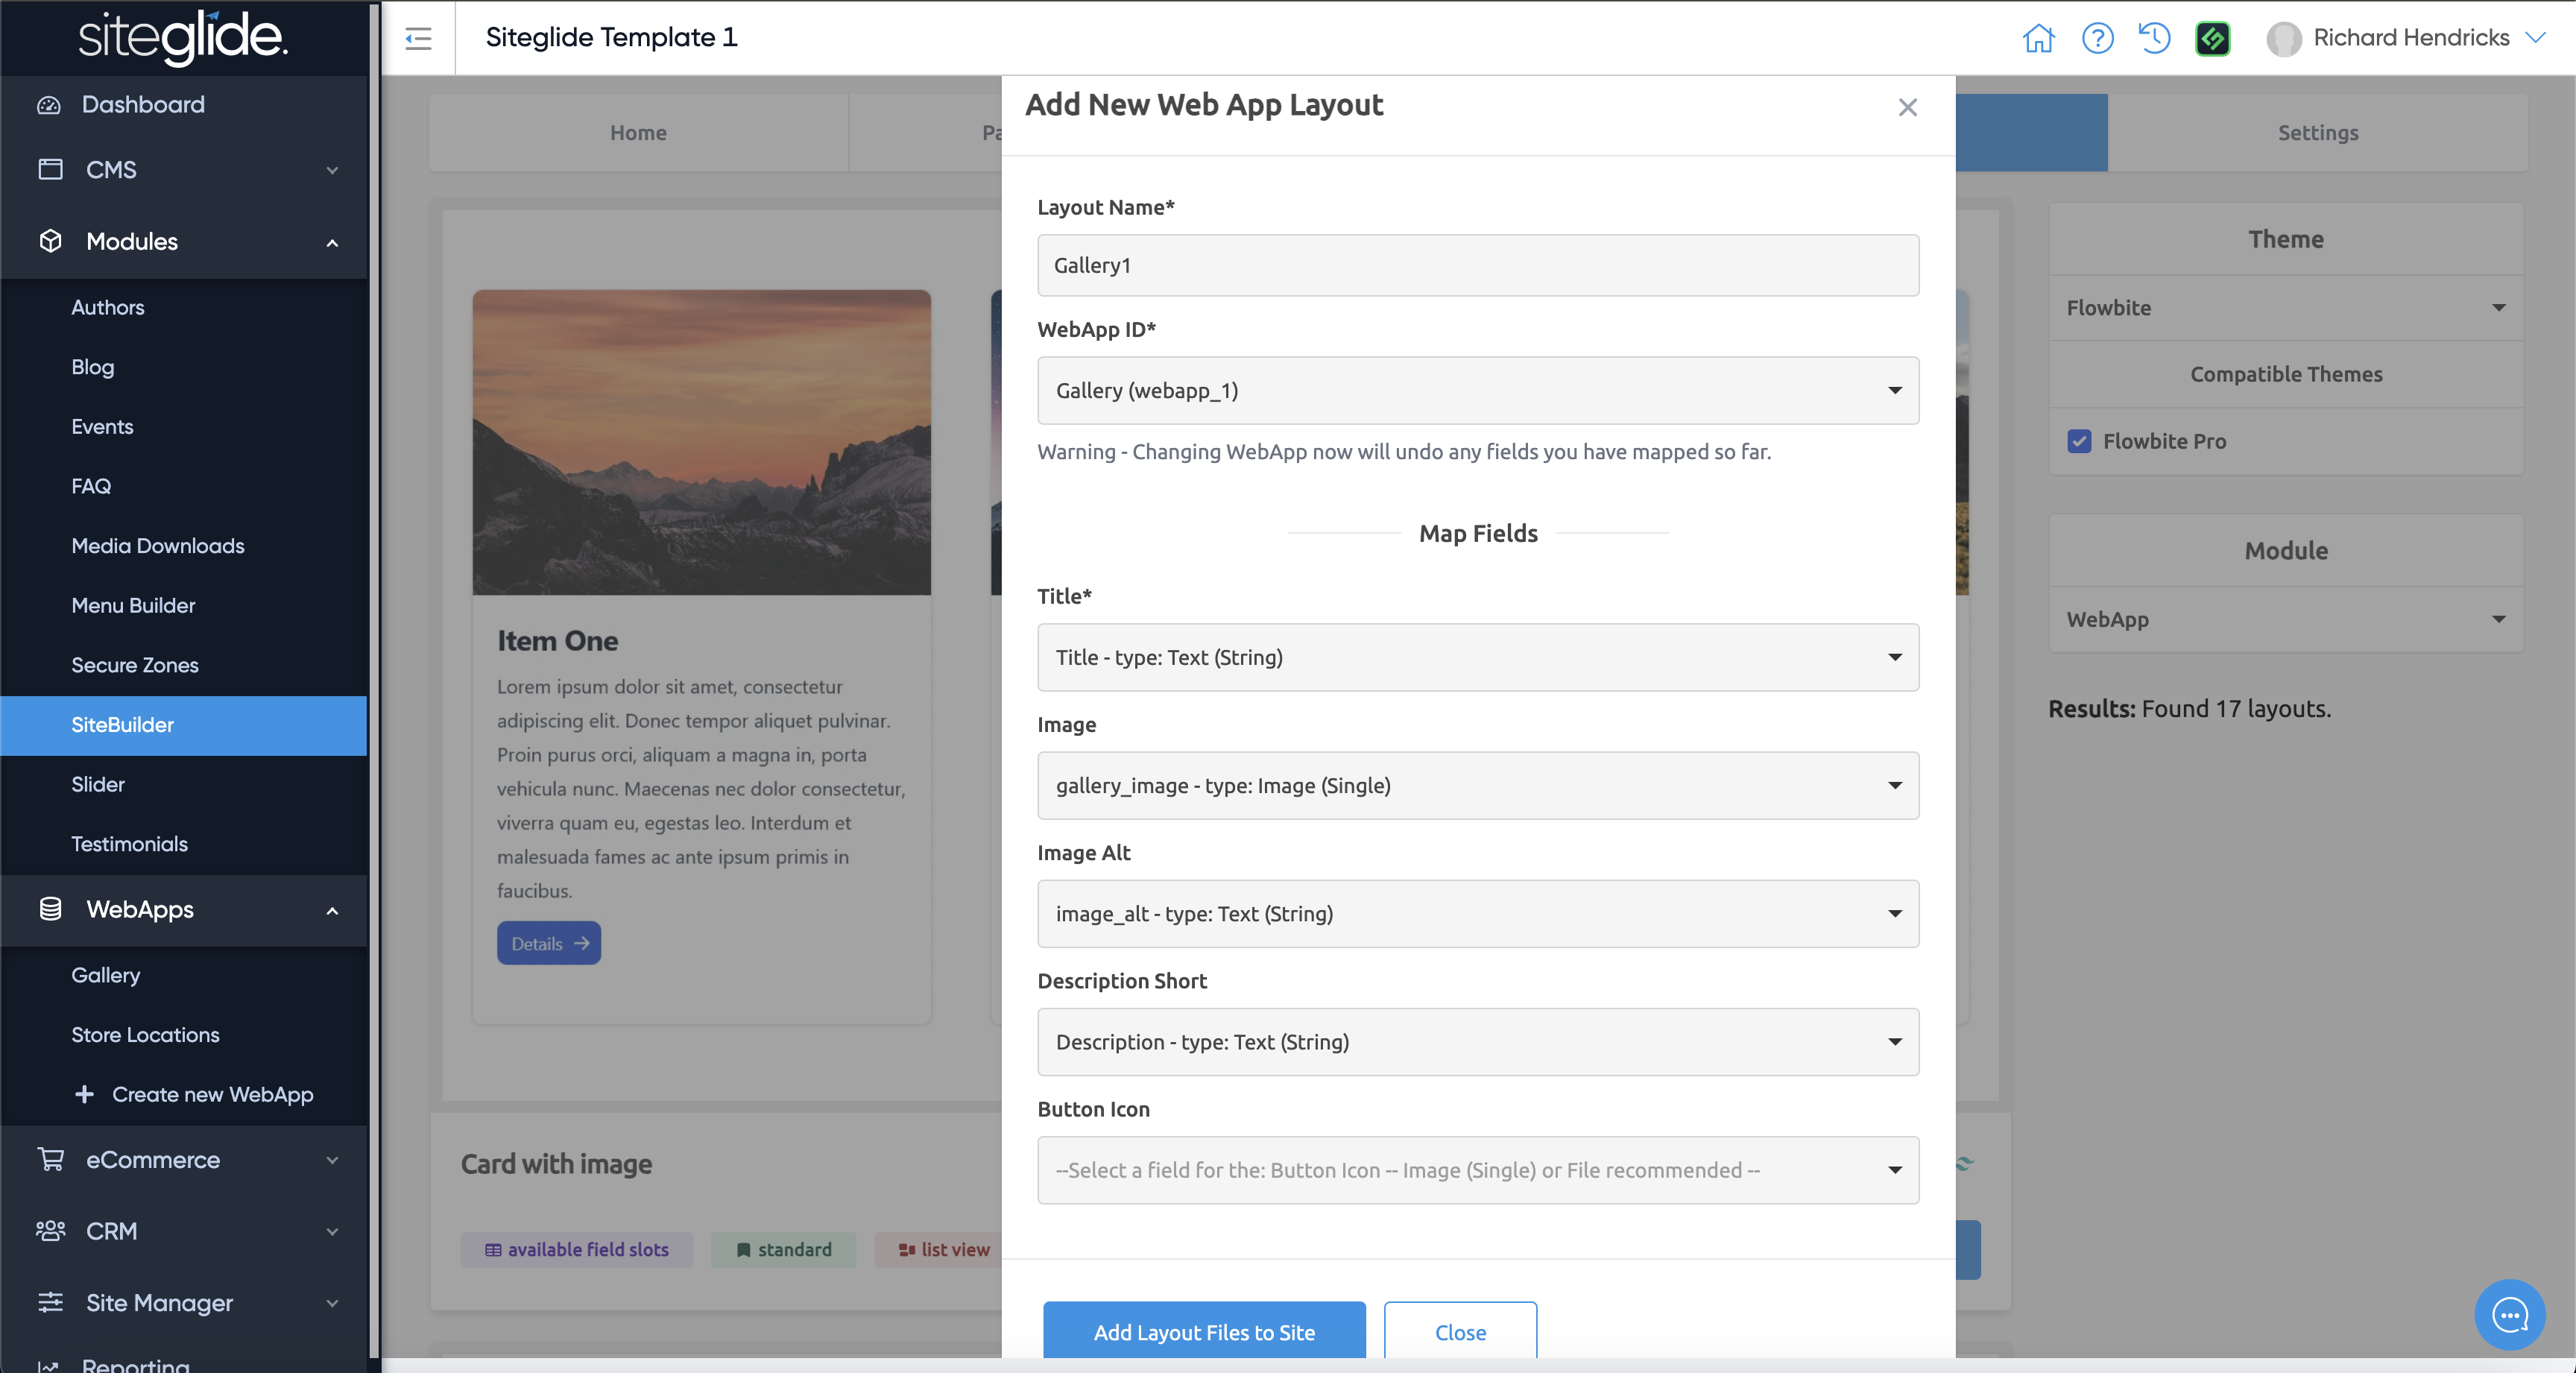 siteglide.
Siteglide Template 1
Richard Hendricks
Dashboard
CMS
Modules
Authors
Blog
Events
FAQ
Media Downloads
Menu Builder
Secure Zones
SiteBuilder
Slider
Testimonials
WebApps
Gallery
Store Locations
Create new WebApp
eCommerce
CRM
Site Manager
Reporting
Home
Pa
Settings
Item One
Lorem ipsum dolor sit amet, consectetur
adipiscing elit. Donec tempor aliquet pulvinar.
Proin purus orci, aliquam a magna in, porta
vehicula nunc. Maecenas nec dolor consectetur,
viverra quam eu, egestas leo. Interdum et
malesuada fames ac ante ipsum primis in
faucibus.
Details
Card with image
available field slots
standard
list view
Add New Web App Layout
Layout Name*
Gallery1
WebApp ID*
Gallery (webapp_1)
Warning - Changing WebApp now will undo any fields you have mapped so far.
Map Fields
Title*
Title - type: Text (String)
Image
gallery_image - type: Image (Single)
Image Alt
image_alt - type: Text (String)
Description Short
Description - type: Text (String)
Button Icon
--Select a field for the: Button Icon -- Image (Single) or File recommended --
Add Layout Files to Site
Close
Theme
Flowbite
Compatible Themes
Flowbite Pro
Module
WebApp
Results: Found 17 layouts.